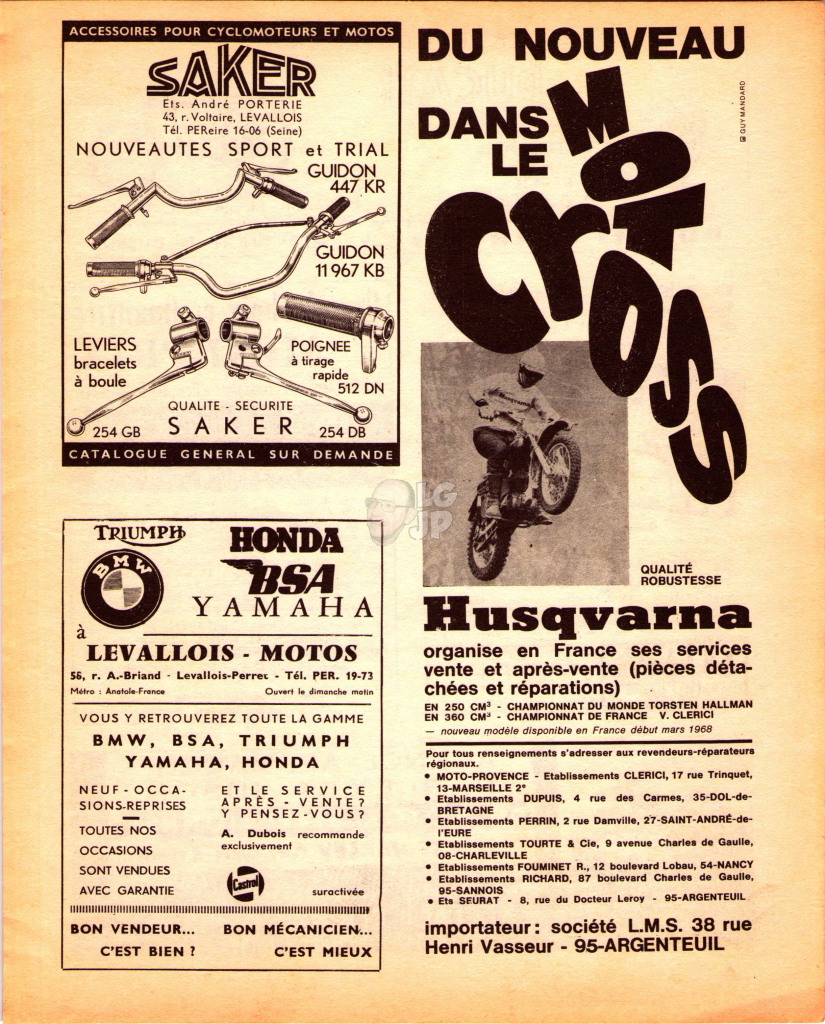 ACCESSOIRES POUR CYCLOMOTEURS ET MOTOS
SAKER
Ets. André PORTERIE
43, r. Voltaire, LEVALLOIS
Tél. PEReire 16-06 (Seine)
NOUVEAUTES SPORT et TRIAL
GUIDON
447 KR
GUIDON
11967 KB
LEVIERS
bracelets
à boule
POIGNEE
à tirage
rapide
512 DN
QUALITE - SECURITE
254 GB
SAKER
254 DB
CATALOGUE GENERAL SUR DEMANDE
TRIUMPH
HONDA
BMW
BSA
YAMAHA
à
LEVALLOIS - MOTOS
56, r. A.-Briand - Levallois-Perret - Tél. PER. 19-73
Métro : Anatole-France
Ouvert le dimanche matin
VOUS Y RETROUVEREZ TOUTE LA GAMME
BMW, BSA, TRIUMPH
YAMAHA, HONDA
NEUF - OCCA-
SIONS-REPRISES
TOUTES NOS
OCCASIONS
SONT VENDUES
AVEC GARANTIE
ET LE SERVICE
APRÈS - VENTE?
Y PENSEZ-VOUS?
A. Dubois recommande
exclusivement
Castrol
suractivée
BON VENDEUR...
C'EST BIEN ?
BON MÉCANICIEN...
C'EST MIEUX
DU NOUVEAU
DANS
LE
MOTO
CROSS
GUY MANDARD
Husqvarna
LG
JP
QUALITÉ
ROBUSTESSE
Husqvarna
organise en France ses services
vente et après-vente (pièces déta-
chées et réparations)
EN 250 CM³ - CHAMPIONNAT DU MONDE TORSTEN HALLMAN
EN 360 CM³ - CHAMPIONNAT DE FRANCE V. CLERICI
— nouveau modèle disponible en France début mars 1968
Pour tous renseignements s'adresser aux revendeurs-réparateurs
régionaux.
● MOTO-PROVENCE - Etablissements CLERICI, 17 rue Trinquet,
13-MARSEILLE 2°
● Etablissements DUPUIS, 4 rue des Carmes, 35-DOL-de-
BRETAGNE
● Etablissements PERRIN, 2 rue Damville, 27-SAINT-ANDRÉ-de-
l'EURE
● Etablissements TOURTE & Cie, 9 avenue Charles de Gaulle,
08-CHARLEVILLE
● Etablissements FOUMINET R., 12 boulevard Lobau, 54-NANCY
● Etablissements RICHARD, 87 boulevard Charles de Gaulle,
95-SANNOIS
● Ets SEURAT - 8, rue du Docteur Leroy - 95-ARGENTEUIL
importateur : société L.M.S. 38 rue
Henri Vasseur - 95-ARGENTEUIL